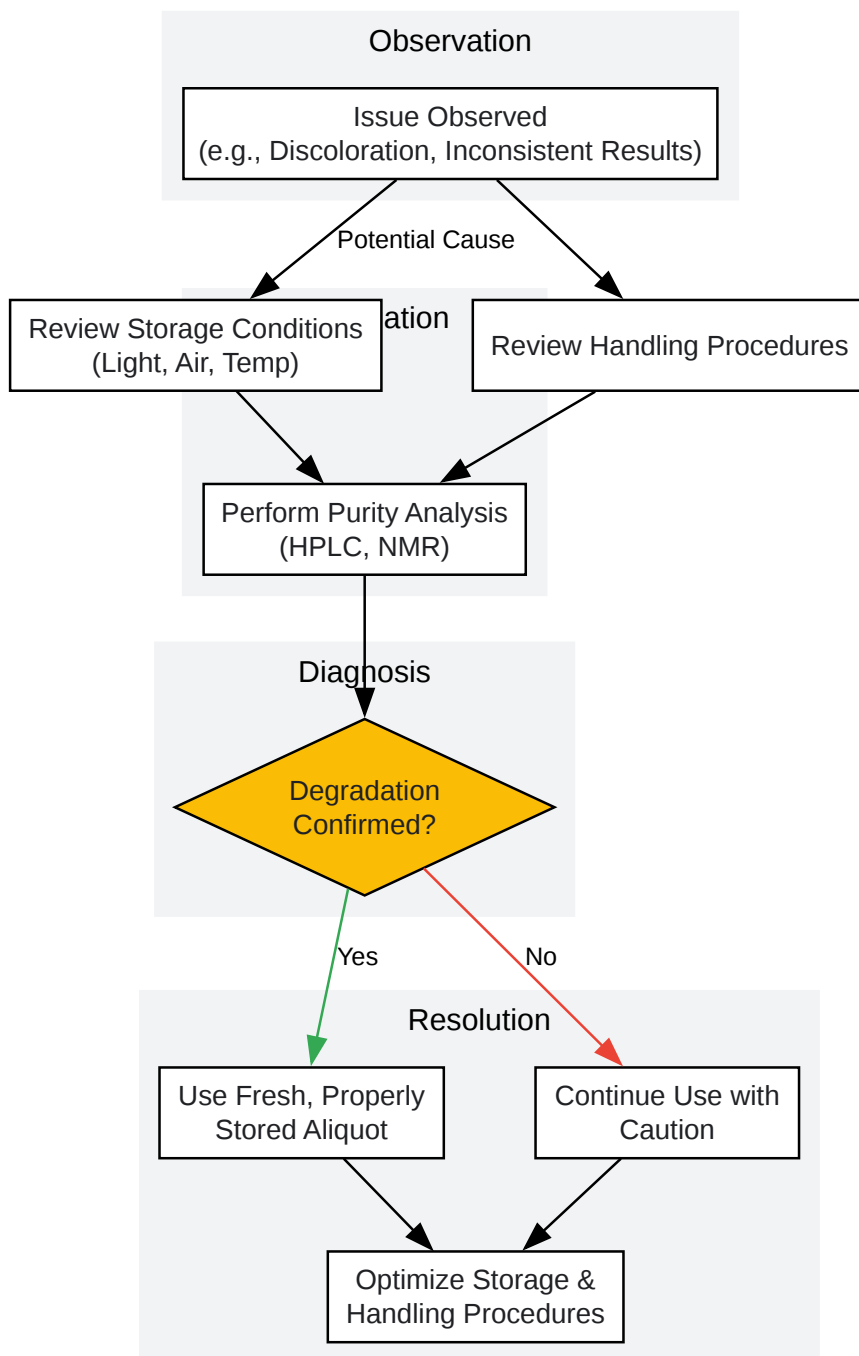 Observation
Issue Observed
(e.g., Discoloration, Inconsistent Results)
Potential Cause
Review Storage Conditions
(Light, Air, Temp)
Review Handling Procedures
Perform Purity Analysis
(HPLC, NMR)
Diagnosis
Degradation
Confirmed?
Yes
No
Resolution
Use Fresh, Properly
Stored Aliquot
Continue Use with
Caution
Optimize Storage &
Handling Procedures